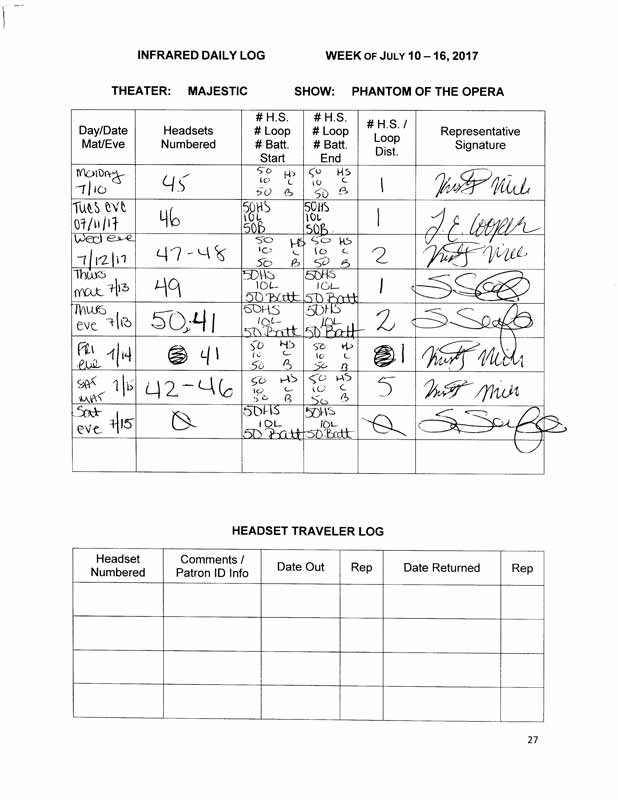 INFRARED DAILY LOG WEEK OF JULY 10 – 16, 2017
THEATER: MAJESTIC SHOW: PHANTOM OF THE OPERA
Day/Date Mat/Eve Headsets Numbered # H.S. # Loop # Batt. Start # H.S. # Loop # Batt. End # H.S. / Loop Dist. Representative Signature
Monday 7/10 45 50 HS 10 L 50 B 50 HS 10 L 50 B 1
Tues eve 07/11/17 46 50HS 10L 50B 50HS 10L 50B 1 J.E. Cooper
Wed eve 7/12/17 47-48 50 HS 10 L 50 B 50 HS 10 L 50 B 2
Thurs mat 7/13 49 50HS 10L 50 Batt 50HS 10L 50 Batt 1
Thurs eve 7/13 50,41 50HS 10L 50 Batt 50HS 10L 50 Batt 2
FRI eve 7/14 41 50 HS 10 L 50 B 50 HS 10 L 50 B 1
SAT MAT 7/15 42-46 50 HS 10 L 50 B 50 HS 10 L 50 B 5
Sat eve 7/15 0 50HS 10L 50 Batt 50HS 10L 50 Batt 0
HEADSET TRAVELER LOG
Headset Numbered Comments / Patron ID Info Date Out Rep Date Returned Rep
27